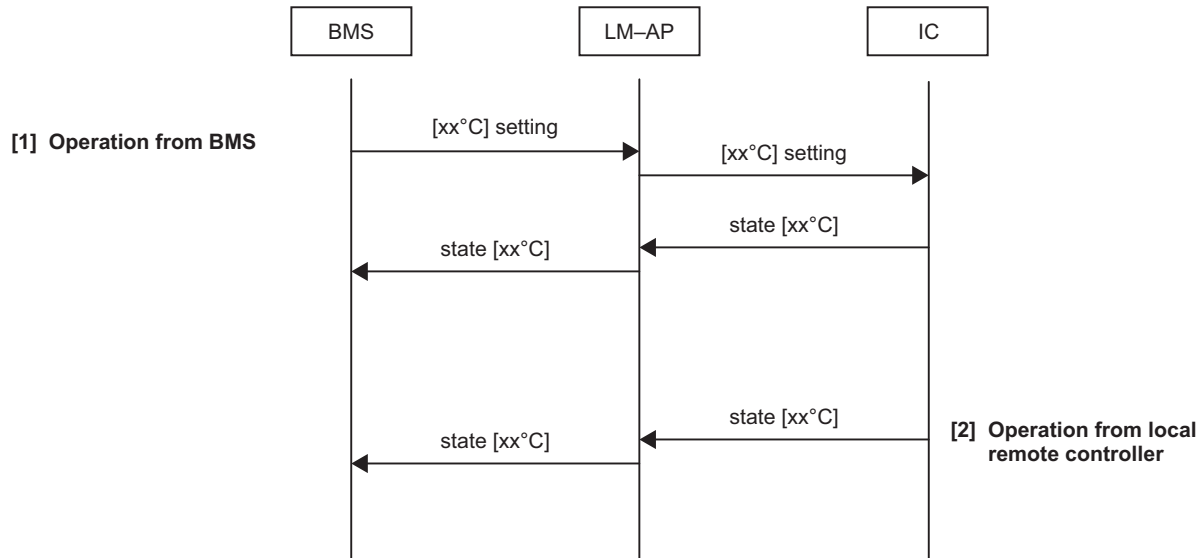 BMS
LM–AP
IC
[1] Operation from BMS
[xx°C] setting
[xx°C] setting
state [xx°C]
state [xx°C]
state [xx°C]
state [xx°C]
[2] Operation from local
remote controller